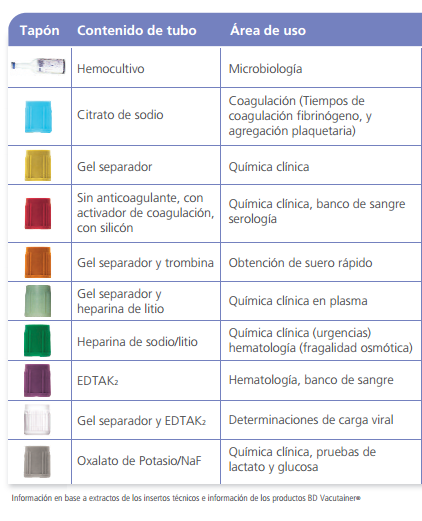 Tapón Contenido de tubo Área de uso
Hemocultivo Microbiología
Citrato de sodio Coagulación (Tiempos de
coagulación fibrinógeno, y
agregación plaquetaria)
Gel separador Química clínica
Sin anticoagulante, con
activador de coagulación,
con silicón
Química clínica, banco de sangre
serología
Gel separador y trombina Obtención de suero rápido
Gel separador y
heparina de litio
Química clínica en plasma
Heparina de sodio/litio Química clínica (urgencias)
hematología (fragalidad osmótica)
EDTAK₂ Hematología, banco de sangre
Gel separador y EDTAK₂ Determinaciones de carga viral
Oxalato de Potasio/NaF Química clínica, pruebas de
lactato y glucosa
Información en base a extractos de los insertos técnicos e información de los productos BD Vacutainer®